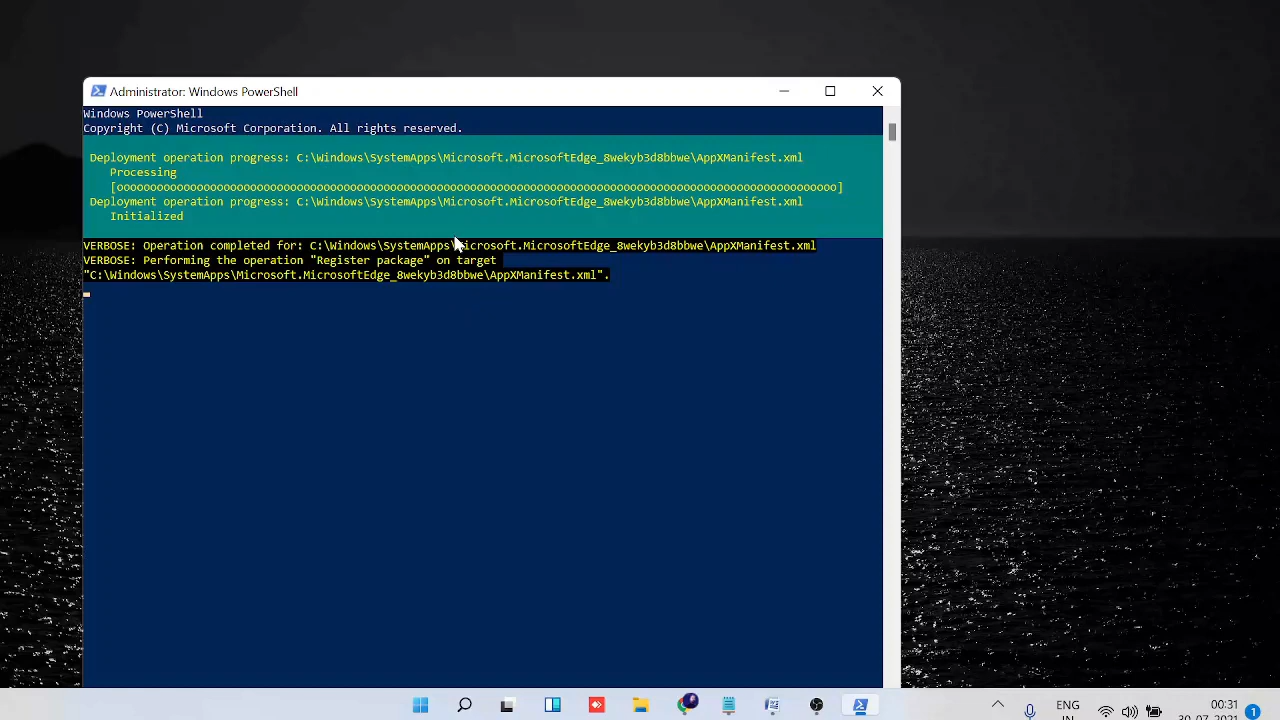 Administrator: Windows PowerShell
Windows PowerShell
Copyright (C) Microsoft Corporation. All rights reserved.
Deployment operation progress: C:\Windows\SystemApps\Microsoft.MicrosoftEdge_8wekyb3d8bbwe\AppXManifest.xml
Processing
[oooooooooooooooooooooooooooooooooooooooooooooooooooooooooooooooooooooooooooooooooooooooooooooooooooooooooooo]
Deployment operation progress: C:\Windows\SystemApps\Microsoft.MicrosoftEdge_8wekyb3d8bbwe\AppXManifest.xml
Initialized
VERBOSE: Operation completed for: C:\Windows\SystemApps\Microsoft.MicrosoftEdge_8wekyb3d8bbwe\AppXManifest.xml
VERBOSE: Performing the operation "Register package" on target
"C:\Windows\SystemApps\Microsoft.MicrosoftEdge_8wekyb3d8bbwe\AppXManifest.xml".
ENG
IN
00:31
1